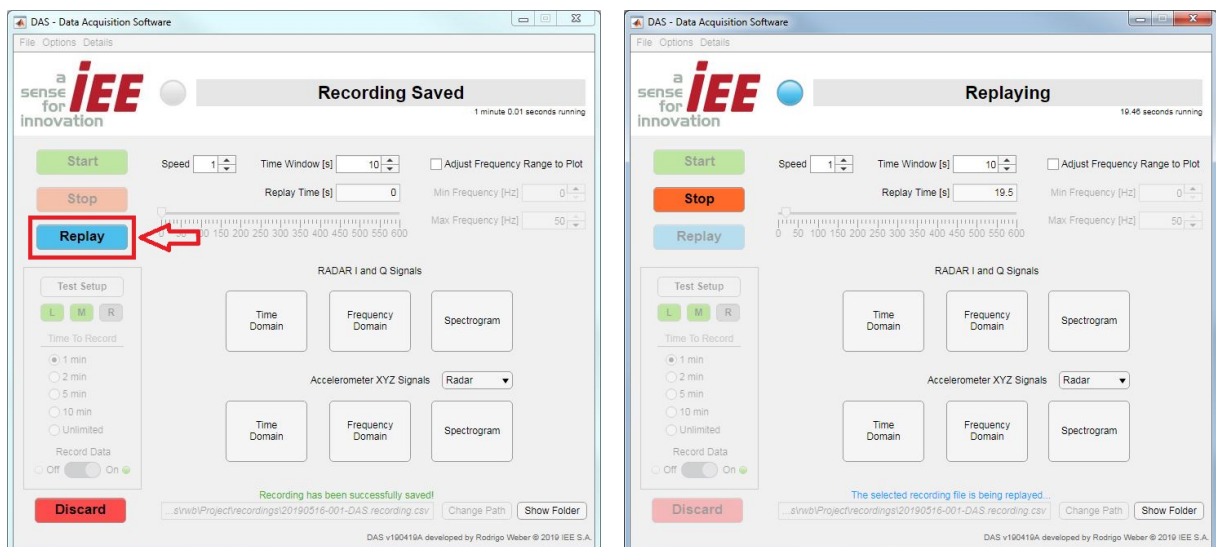 DAS - Data Acquisition Software
File Options Details
a
sense
for
innovation
iEE
Recording Saved
1 minute 0.01 seconds running
Start
Speed 1 Time Window [s] 10 Adjust Frequency Range to Plot
Stop
Replay Time [s] 0 Min Frequency [Hz] 0
Max Frequency [Hz] 50
Replay
150 200 250 300 350 400 450 500 550 600
RADAR I and Q Signals
Test Setup
L M R
Time Domain
Frequency Domain
Spectrogram
Time To Record
1 min
2 min
5 min
10 min
Unlimited
Accelerometer XYZ Signals Radar
Time Domain
Frequency Domain
Spectrogram
Record Data
Off On
Recording has been successfully saved!
Discard
...s\rwb\Project\recordings\20190516-001-DAS.recording.csv Change Path Show Folder
DAS v190419A developed by Rodrigo Weber © 2019 IEE S.A.
DAS - Data Acquisition Software
File Options Details
a
sense
for
innovation
iEE
Replaying
19.46 seconds running
Start
Speed 1 Time Window [s] 10 Adjust Frequency Range to Plot
Stop
Replay Time [s] 19.5 Min Frequency [Hz] 0
Max Frequency [Hz] 50
Replay
0 50 100 150 200 250 300 350 400 450 500 550 600
RADAR I and Q Signals
Test Setup
L M R
Time Domain
Frequency Domain
Spectrogram
Time To Record
1 min
2 min
5 min
10 min
Unlimited
Accelerometer XYZ Signals Radar
Time Domain
Frequency Domain
Spectrogram
Record Data
Off On
The selected recording file is being replayed...
Discard
...s\rwb\Project\recordings\20190516-001-DAS.recording.csv Change Path Show Folder
DAS v190419A developed by Rodrigo Weber © 2019 IEE S.A.